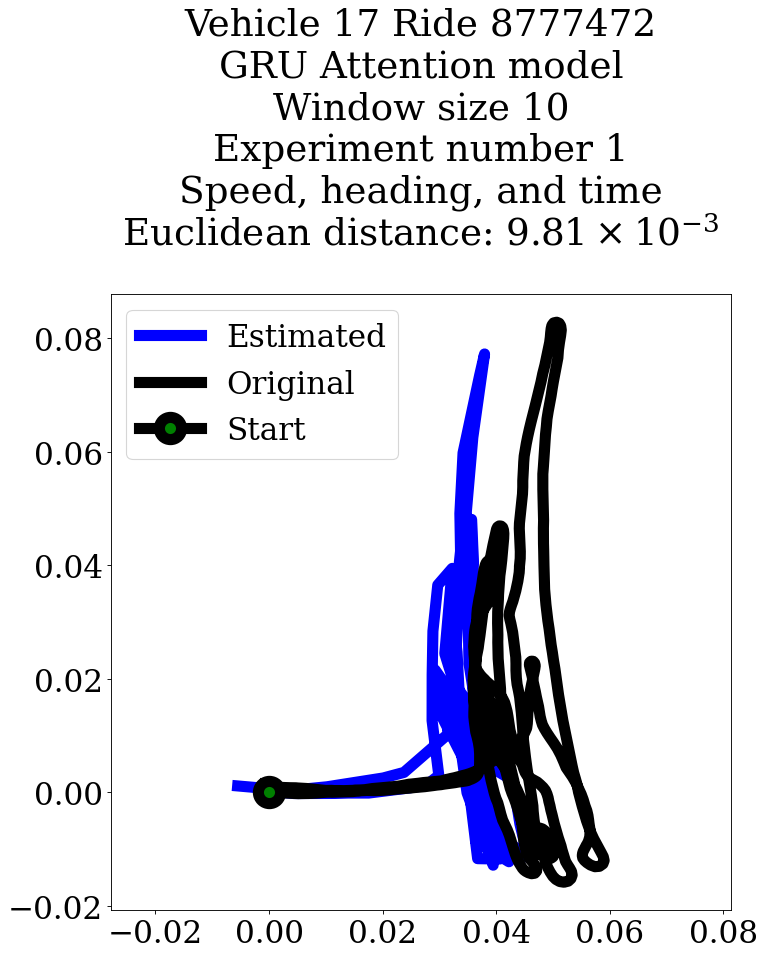 Vehicle 17 Ride 8777472
GRU Attention model
Window size 10
Experiment number 1
Speed, heading, and time
Euclidean distance: 9.81 × 10⁻³
Estimated
Original
Start
0.08
0.06
0.04
0.02
0.00
−0.02
−0.02 0.00 0.02 0.04 0.06 0.08